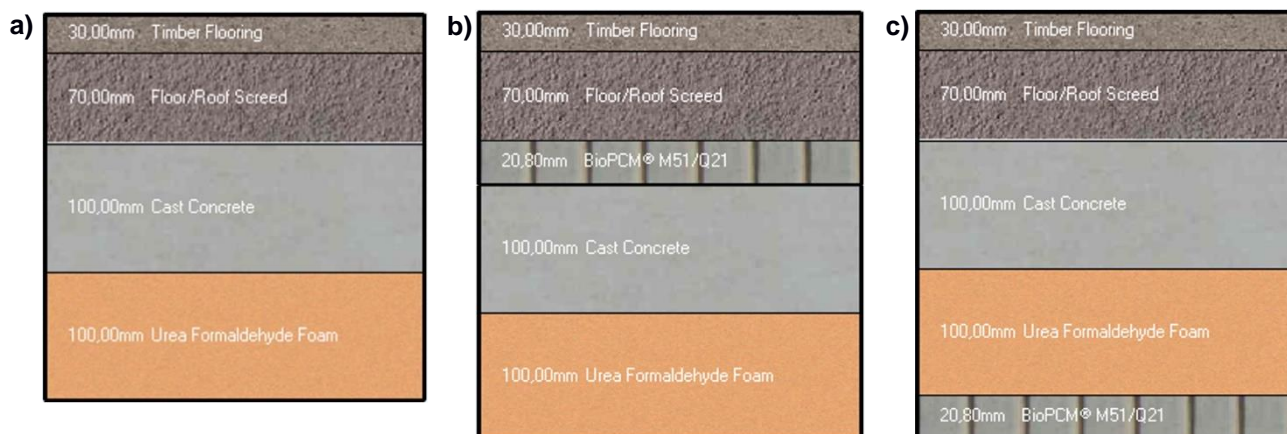 a)
30,00mm Timber Flooring
70,00mm Floor/Roof Screed
100,00mm Cast Concrete
100,00mm Urea Formaldehyde Foam
b)
30,00mm Timber Flooring
70,00mm Floor/Roof Screed
20,80mm BioPCM® M51/Q21
100,00mm Cast Concrete
100,00mm Urea Formaldehyde Foam
c)
30,00mm Timber Flooring
70,00mm Floor/Roof Screed
100,00mm Cast Concrete
100,00mm Urea Formaldehyde Foam
20,80mm BioPCM® M51/Q21